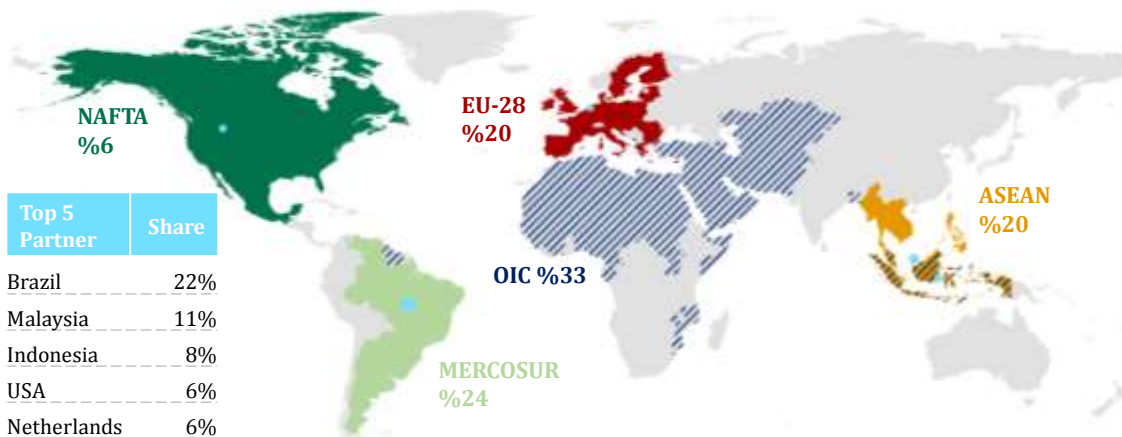 NAFTA
%6
EU-28
%20
ASEAN
%20
OIC %33
MERCOSUR
%24
Top 5 Partner Share
Brazil 22%
Malaysia 11%
Indonesia 8%
USA 6%
Netherlands 6%